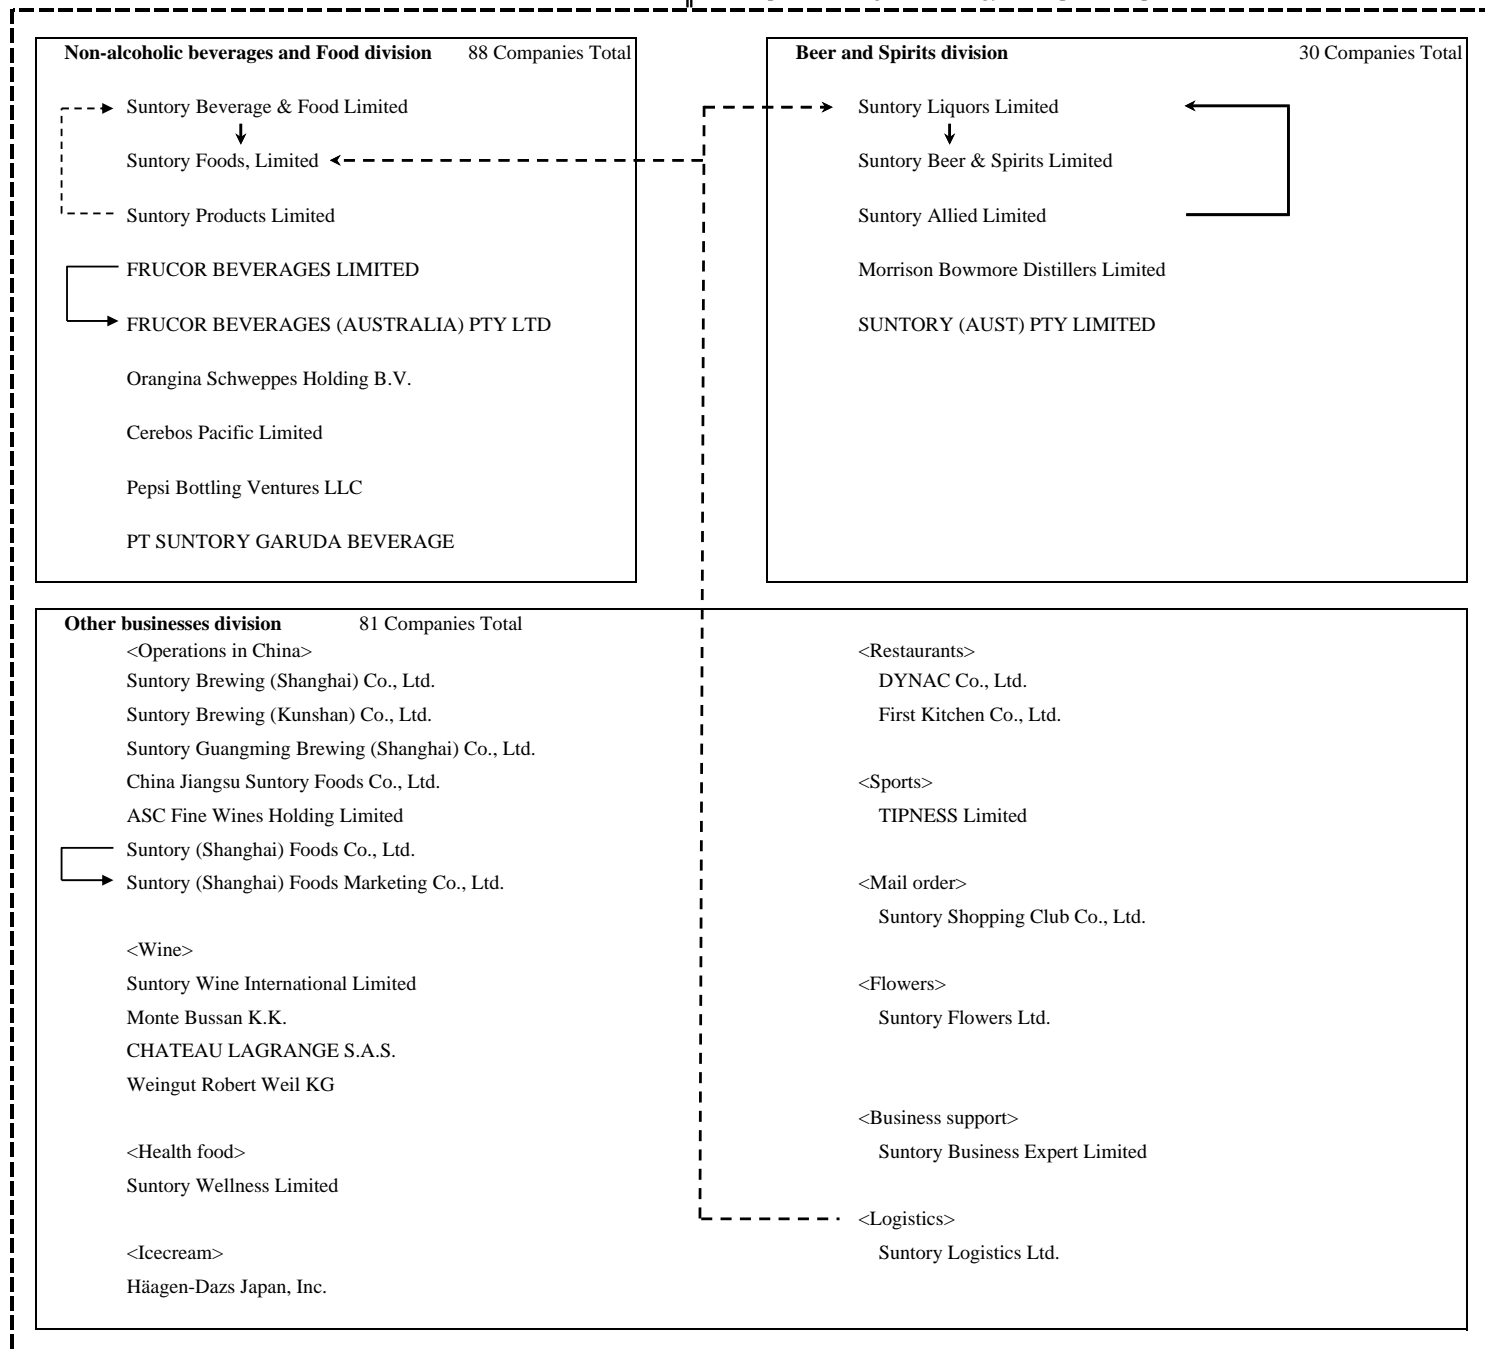 Non-alcoholic beverages and Food division 88 Companies Total
Suntory Beverage & Food Limited
Suntory Foods, Limited
Suntory Products Limited
FRUCOR BEVERAGES LIMITED
FRUCOR BEVERAGES (AUSTRALIA) PTY LTD
Orangina Schweppes Holding B.V.
Cerebos Pacific Limited
Pepsi Bottling Ventures LLC
PT SUNTORY GARUDA BEVERAGE
Beer and Spirits division 30 Companies Total
Suntory Liquors Limited
Suntory Beer & Spirits Limited
Suntory Allied Limited
Morrison Bowmore Distillers Limited
SUNTORY (AUST) PTY LIMITED
Other businesses division 81 Companies Total
<Operations in China>
Suntory Brewing (Shanghai) Co., Ltd.
Suntory Brewing (Kunshan) Co., Ltd.
Suntory Guangming Brewing (Shanghai) Co., Ltd.
China Jiangsu Suntory Foods Co., Ltd.
ASC Fine Wines Holding Limited
Suntory (Shanghai) Foods Co., Ltd.
Suntory (Shanghai) Foods Marketing Co., Ltd.
<Wine>
Suntory Wine International Limited
Monte Bussan K.K.
CHATEAU LAGRANGE S.A.S.
Weingut Robert Weil KG
<Health food>
Suntory Wellness Limited
<Icecream>
Häagen-Dazs Japan, Inc.
<Restaurants>
DYNAC Co., Ltd.
First Kitchen Co., Ltd.
<Sports>
TIPNESS Limited
<Mail order>
Suntory Shopping Club Co., Ltd.
<Flowers>
Suntory Flowers Ltd.
<Business support>
Suntory Business Expert Limited
<Logistics>
Suntory Logistics Ltd.